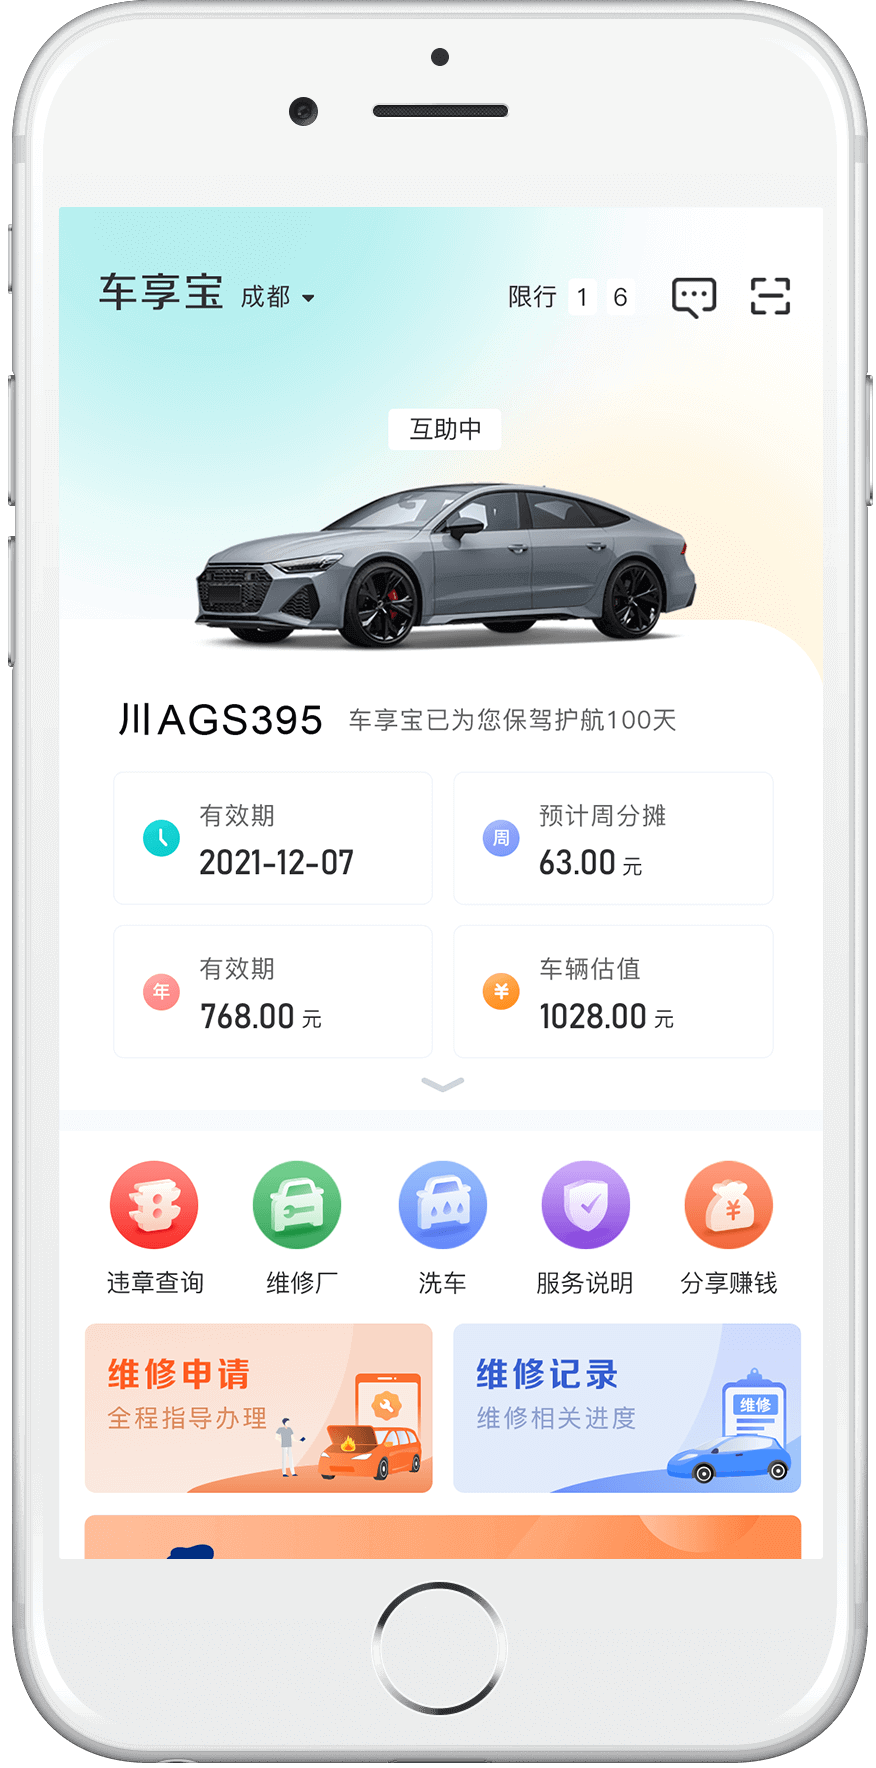 车享宝 成都 限行 1 6
互助中
川AGS395 车享宝已为您保驾护航100天
有效期
2021-12-07
周
预计周分摊
63.00 元
年
有效期
768.00 元
¥
车辆估值
1028.00 元
¥
违章查询 维修厂 洗车 服务说明 分享赚钱
维修申请
全程指导办理
维修记录
维修相关进度
维修